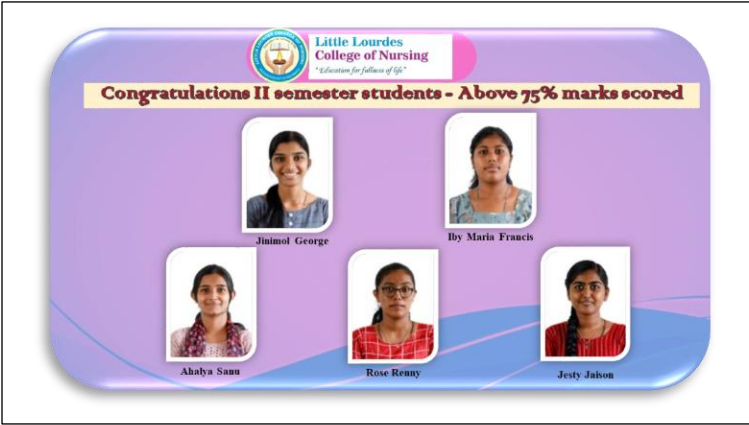 Little Lourdes
College of Nursing
"Education for fullness of life"
Congratulations II semester students - Above 75% marks scored
Jinimol George
Iby Maria Francis
Ahalya Sanu
Rose Renny
Jesty Jaison